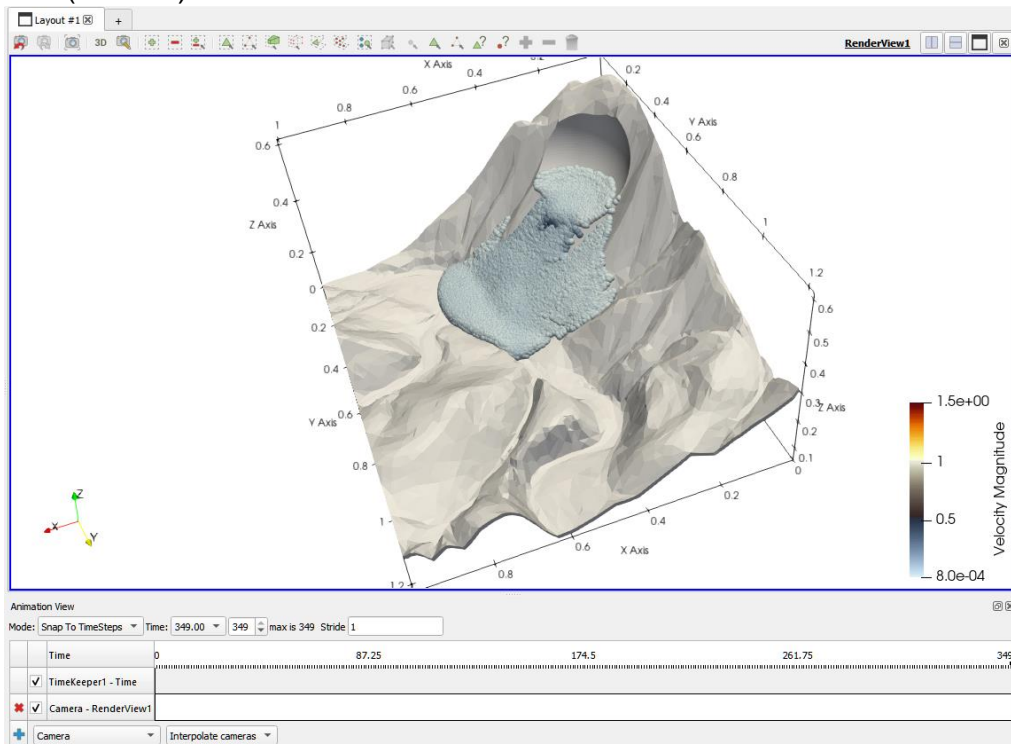 Layout #1
+
3D
RenderView1
X Axis
0.2
0.4
0.6
0.8
1
0.2
0.4
Y Axis
0.6
0.8
1
1.2
0.6
0.4
Z Axis
0.2
0
0.2
0.4
Y Axis
0.6
0.8
1
1.2
0.6
0.5
0.4
0.3
Z Axis
0.2
0.1
0
0.2
0.4
X Axis
0.6
0.8
Z
X
Y
1.5e+00
1
0.5
8.0e-04
Velocity Magnitude
Animation View
Mode: Snap To TimeSteps Time: 349.00 349 max is 349 Stride 1
Time 0 87.25 174.5 261.75 349
TimeKeeper1 - Time
Camera - RenderView1
Camera Interpolate cameras